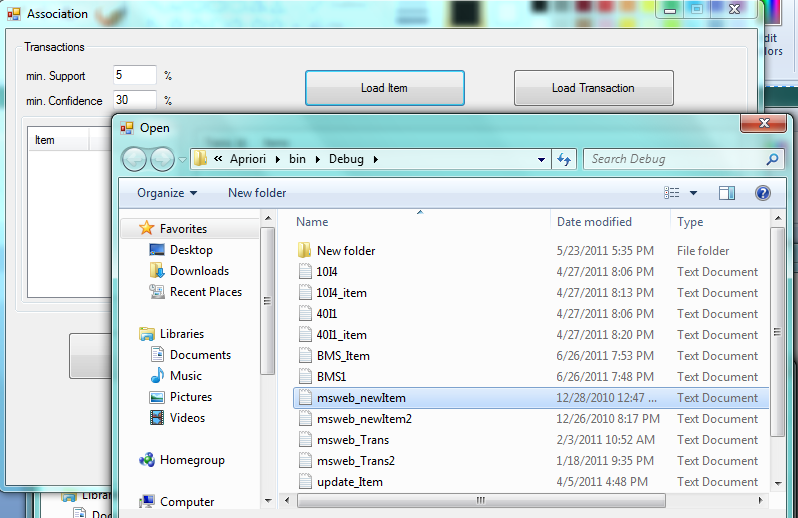 Association
Transactions
min. Support 5 %
min. Confidence 30 %
Load Item
Load Transaction
Item
Open
« Apriori ▸ bin ▸ Debug ▸
Search Debug
Organize
New folder
Favorites
Desktop
Downloads
Recent Places
Libraries
Documents
Music
Pictures
Videos
Homegroup
Computer
Name Date modified Type
New folder 5/23/2011 5:35 PM File folder
10I4 4/27/2011 8:06 PM Text Document
10I4_item 4/27/2011 8:13 PM Text Document
40I1 4/27/2011 8:06 PM Text Document
40I1_item 4/27/2011 8:20 PM Text Document
BMS_Item 6/26/2011 7:53 PM Text Document
BMS1 6/26/2011 7:48 PM Text Document
msweb_newItem 12/28/2010 12:47 ... Text Document
msweb_newItem2 12/26/2010 8:17 PM Text Document
msweb_Trans 2/3/2011 10:52 AM Text Document
msweb_Trans2 1/18/2011 9:35 PM Text Document
update_Item 4/5/2011 4:48 PM Text Document
dit
lors
Librar
Docu